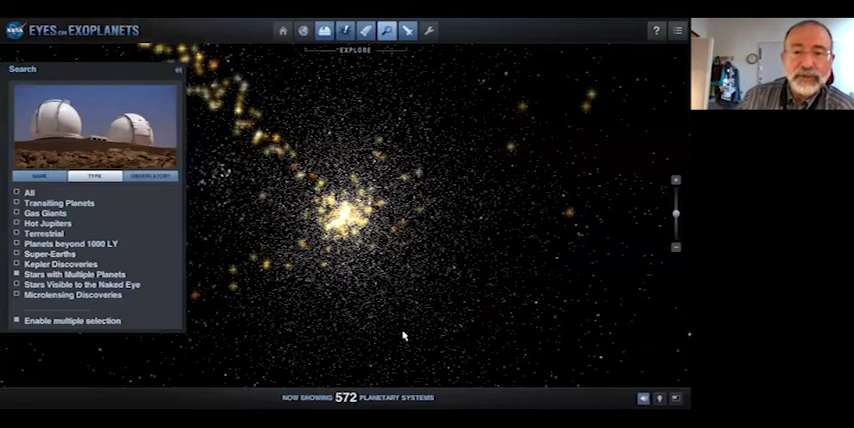 NASA
EYES ON EXOPLANETS
?
EXPLORE
Search
NAME
TYPE
OBSERVATORY
All
Transiting Planets
Gas Giants
Hot Jupiters
Terrestrial
Planets beyond 1000 LY
Super-Earths
Kepler Discoveries
Stars with Multiple Planets
Stars Visible to the Naked Eye
Microlensing Discoveries
Enable multiple selection
NOW SHOWING 572 PLANETARY SYSTEMS